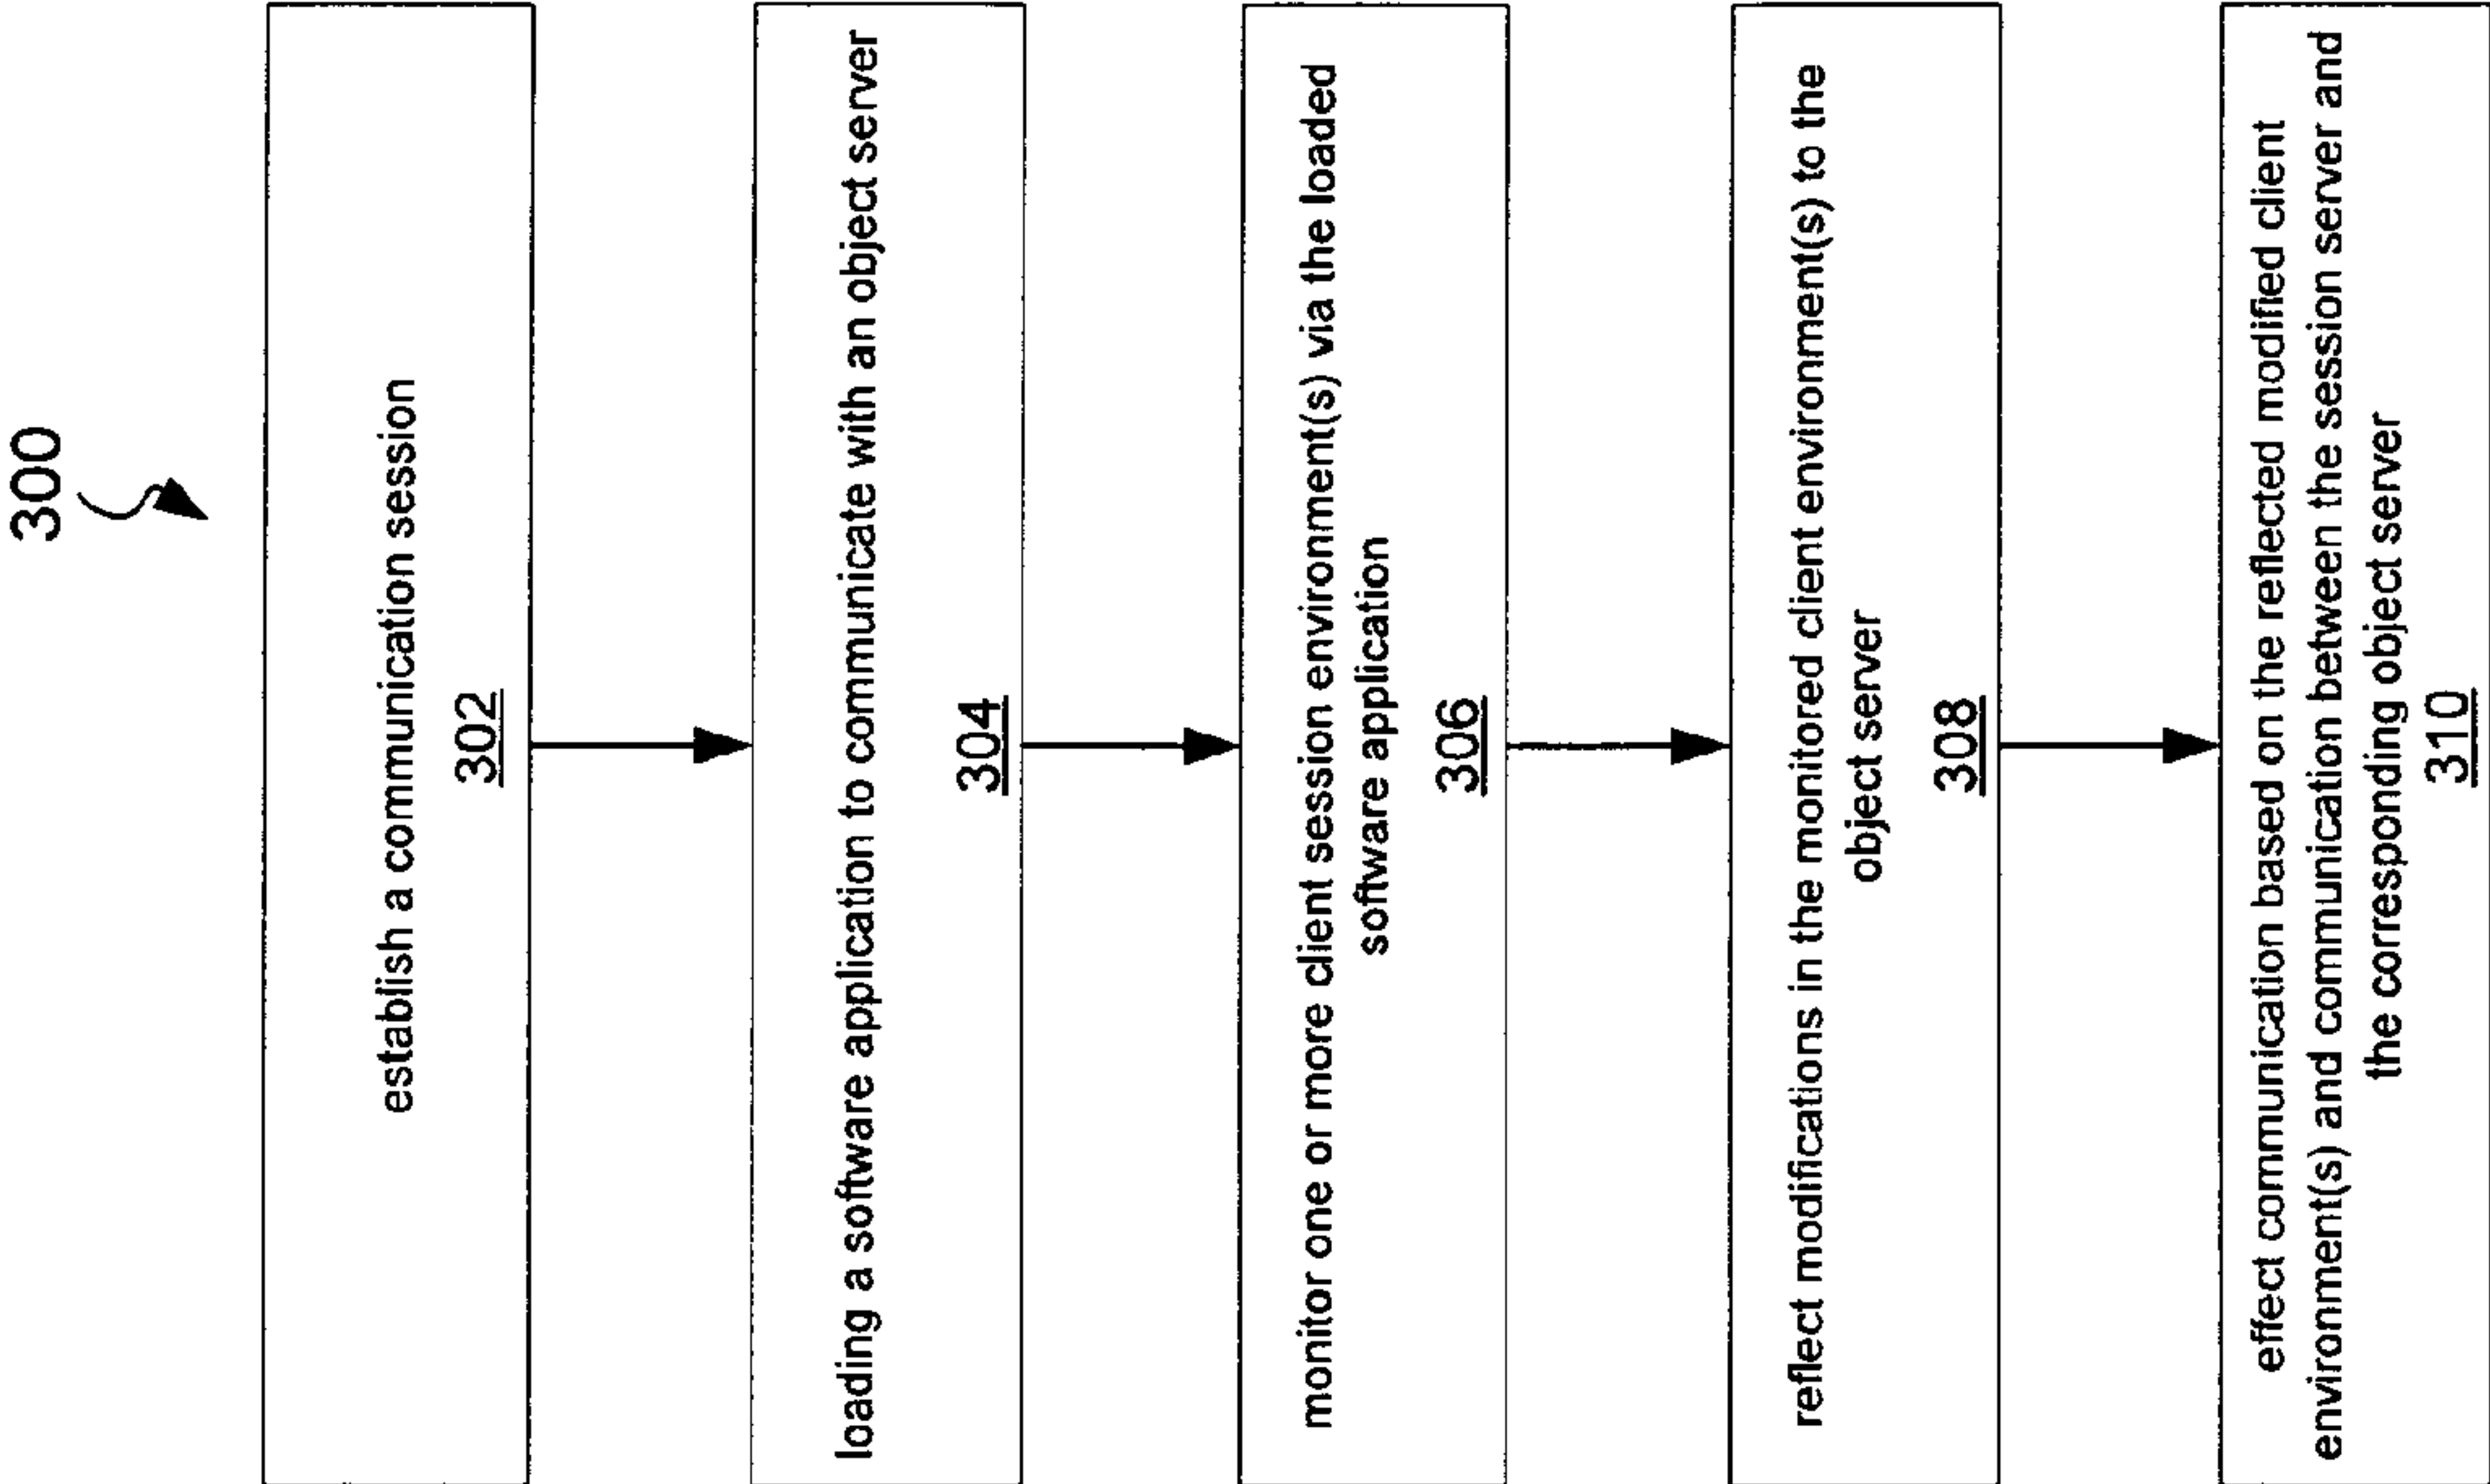 300
establish a communication session
302
loading a software application to communicate with an object server
304
monitor one or more client session environment(s) via the loaded
software application
306
reflect modifications in the monitored client environment(s) to the
object server
308
effect communication based on the reflected modified client
environment(s) and communication between the session server and
the corresponding object server
310